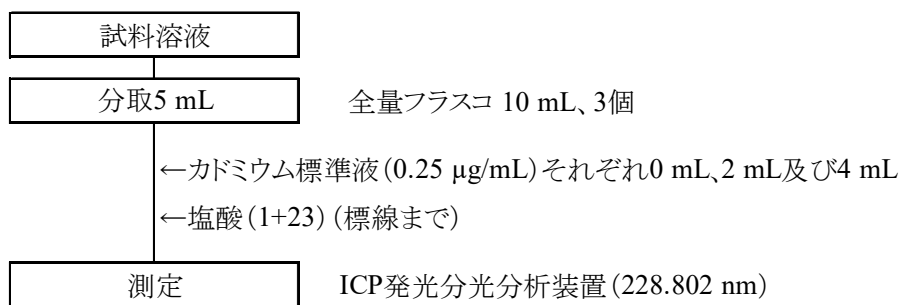 試料溶液
分取5 mL 全量フラスコ 10 mL、3個
←カドミウム標準液(0.25 µg/mL)それぞれ0 mL、2 mL及び4 mL
←塩酸(1+23) (標線まで)
測定 ICP発光分光分析装置(228.802 nm)